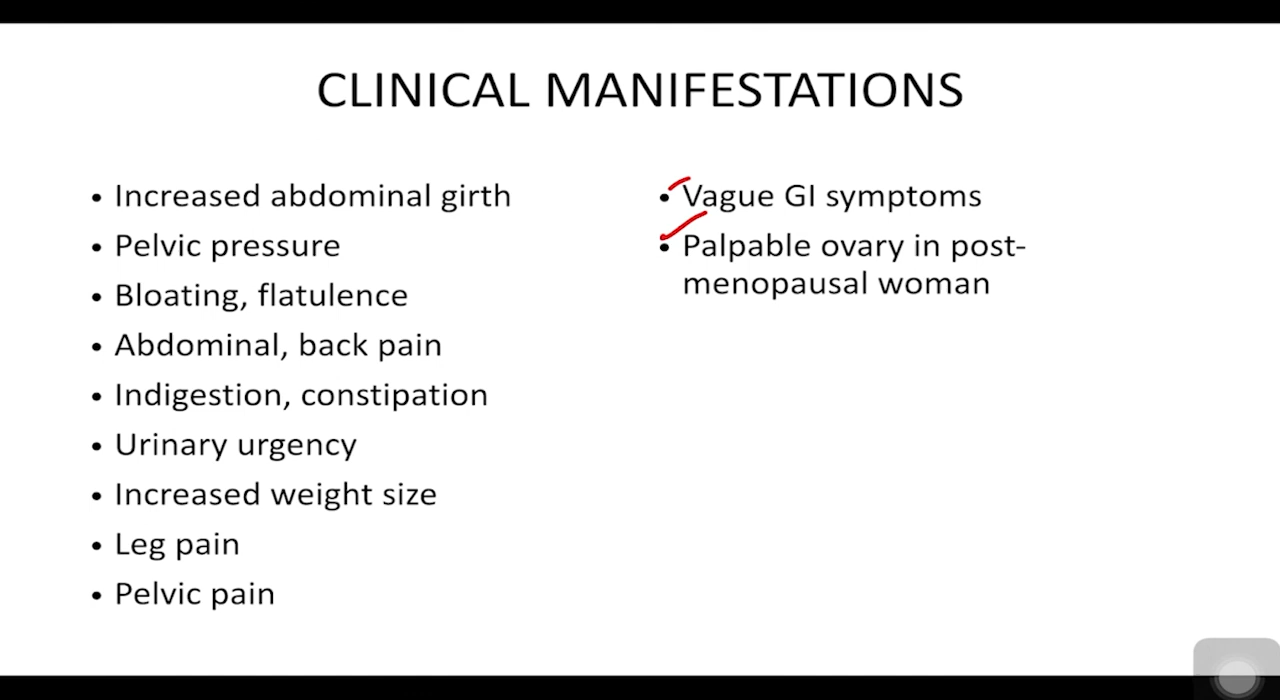 CLINICAL MANIFESTATIONS
• Increased abdominal girth
• Pelvic pressure
• Bloating, flatulence
• Abdominal, back pain
• Indigestion, constipation
• Urinary urgency
• Increased weight size
• Leg pain
• Pelvic pain
• Vague GI symptoms
• Palpable ovary in post-
menopausal woman